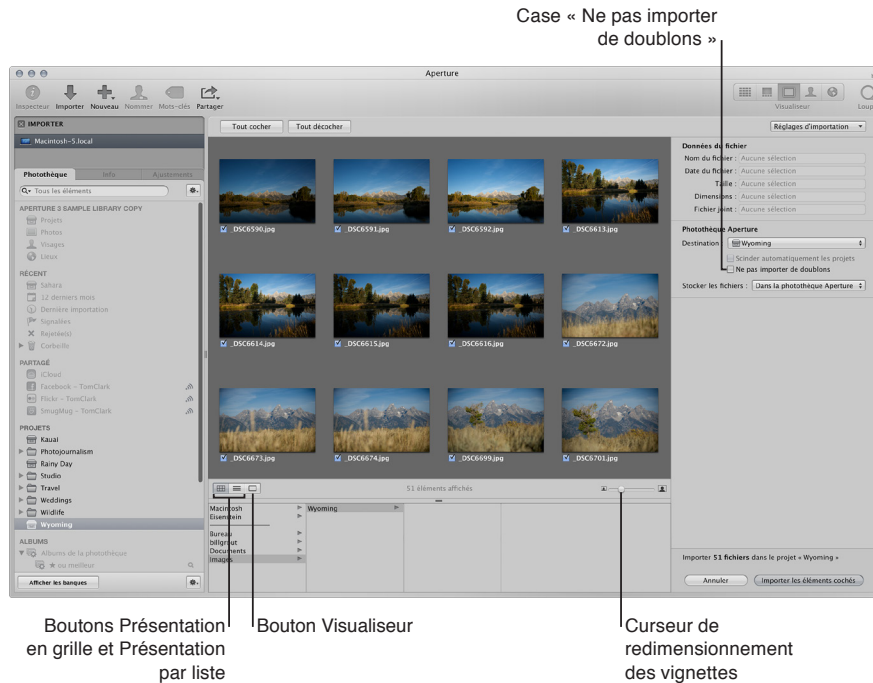 Case « Ne pas importer
de doublons »
Aperture
Inspecteur Importer Nouveau Nommer Mots-clés Partager
Visualiseur
IMPORTER
Macintosh-5.local
Photothèque Info Ajustements
Tous les éléments
APERTURE 3 SAMPLE LIBRARY COPY
Projets
Photos
Visages
Lieux
RÉCENT
Sahara
12 derniers mois
Dernière importation
Signalées
Rejetée(s)
Corbeille
PARTAGÉ
iCloud
Facebook – TomClark
Flickr – TomClark
SmugMug – TomClark
PROJETS
Kauai
Photojournalism
Rainy Day
Studio
Travel
Weddings
Wildlife
Wyoming
ALBUMS
Albums de la photothèque
★ ou meilleur
Afficher les banques
Tout cocher Tout décocher
_DSC6590.jpg _DSC6591.jpg _DSC6592.jpg _DSC6613.jpg
_DSC6614.jpg _DSC6615.jpg _DSC6616.jpg _DSC6672.jpg
_DSC6673.jpg _DSC6674.jpg _DSC6699.jpg _DSC6701.jpg
51 éléments affichés
Macintosh
Eisenstein
Bureau
billgraut
Documents
Images
Wyoming
Réglages d'importation
Données du fichier
Nom du fichier : Aucune sélection
Date du fichier : Aucune sélection
Taille : Aucune sélection
Dimensions : Aucune sélection
Fichier joint : Aucune sélection
Photothèque Aperture
Destination : Wyoming
Scinder automatiquement les projets
Ne pas importer de doublons
Stocker les fichiers : Dans la photothèque Aperture
Importer 51 fichiers dans le projet « Wyoming »
Annuler Importer les éléments cochés
Boutons Présentation
en grille et Présentation
par liste
Bouton Visualiseur
Curseur de
redimensionnement
des vignettes